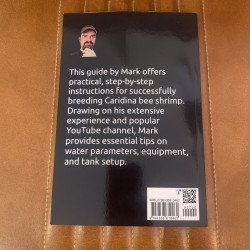 This guide by Mark offers
practical, step-by-step
instructions for successfully
breeding Caridina bee shrimp.
Drawing on his extensive
experience and popular
YouTube channel, Mark
provides essential tips on
water parameters, equipment,
and tank setup.